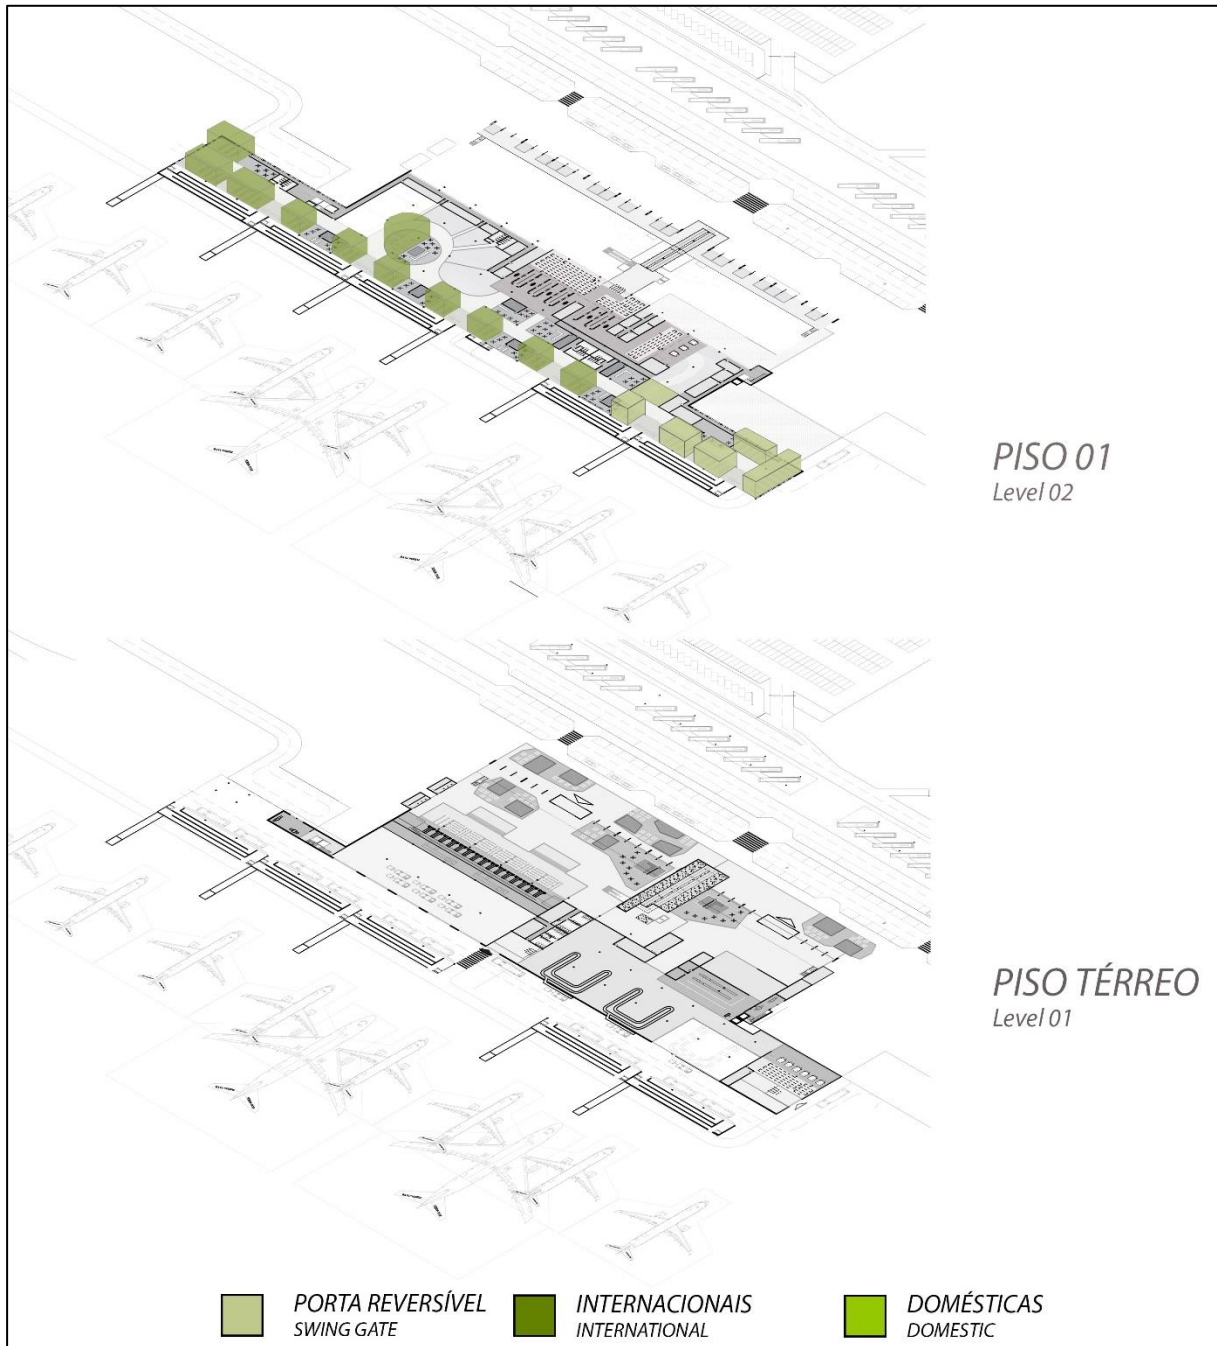 PISO 01
Level 02
PISO TÉRREO
Level 01
PORTA REVERSÍVEL
SWING GATE
INTERNACIONAIS
INTERNATIONAL
DOMÉSTICAS
DOMESTIC